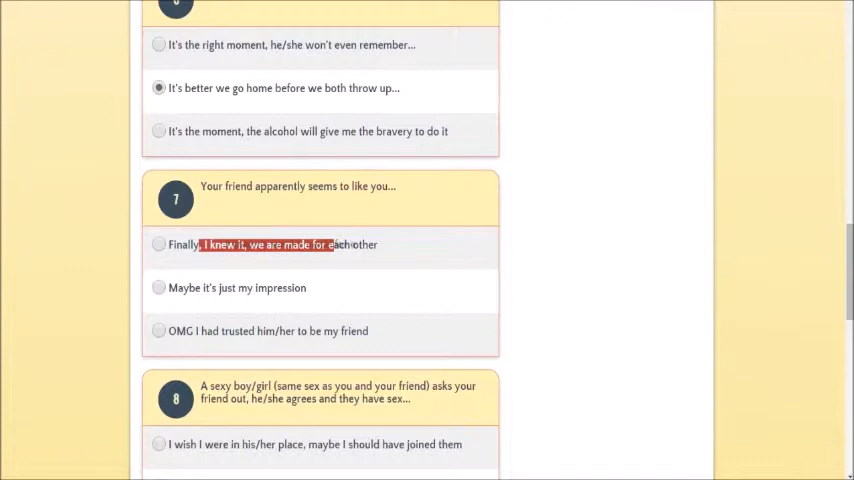 6
It's the right moment, he/she won't even remember...
It's better we go home before we both throw up...
It's the moment, the alcohol will give me the bravery to do it
7
Your friend apparently seems to like you...
Finally, I knew it, we are made for each other
Maybe it's just my impression
OMG I had trusted him/her to be my friend
8
A sexy boy/girl (same sex as you and your friend) asks your
friend out, he/she agrees and they have sex...
I wish I were in his/her place, maybe I should have joined them